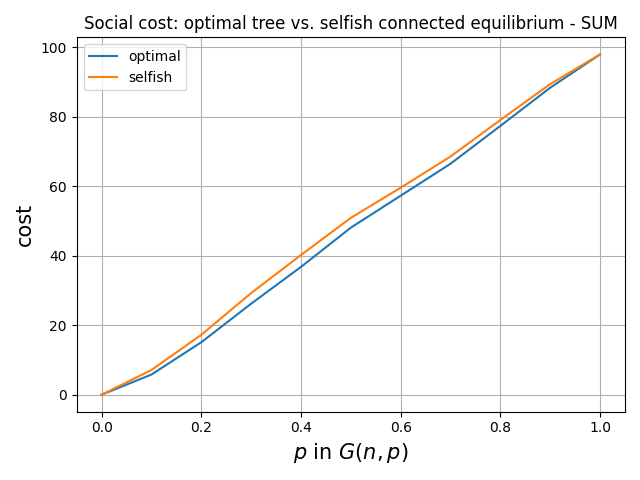 Social cost: optimal tree vs. selfish connected equilibrium - SUM
optimal
selfish
cost
100
80
60
40
20
0
0.0 0.2 0.4 0.6 0.8 1.0
p in G(n, p)